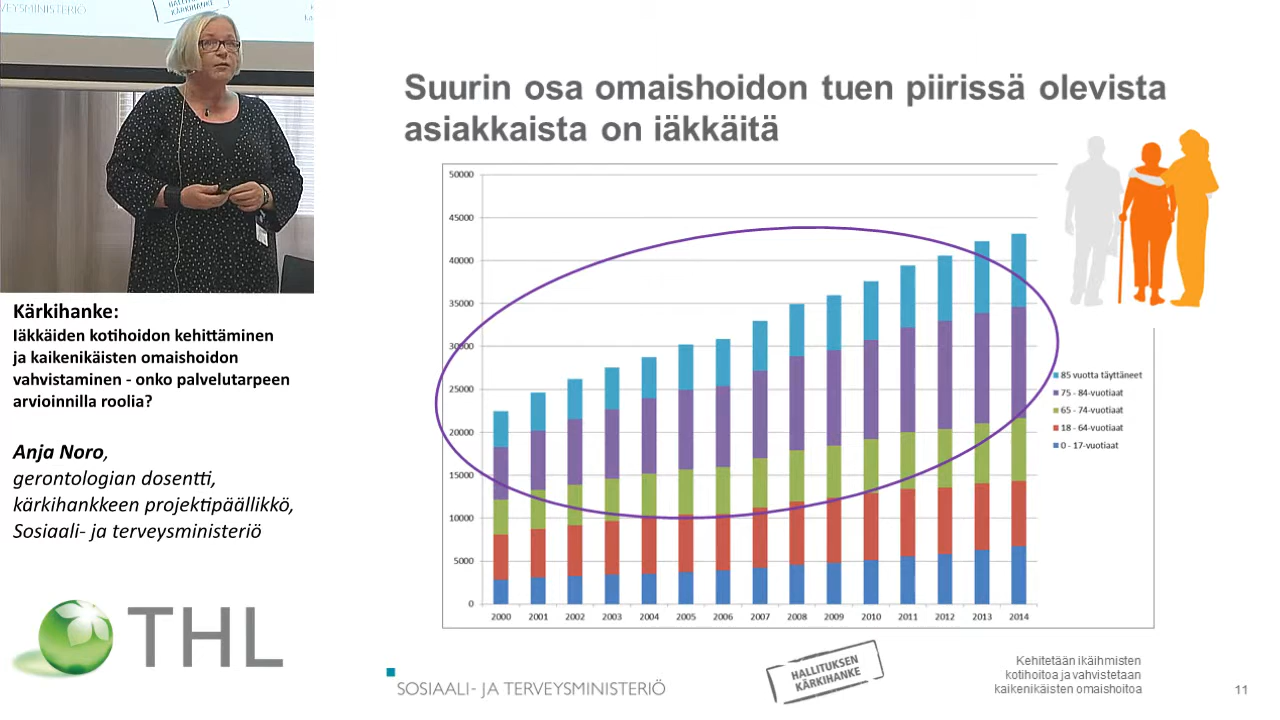 HALLITUKSEN
Kärkihanke:
Iäkkäiden kotihoidon kehittäminen
ja kaikenikäisten omaishoidon
vahvistaminen - onko palvelutarpeen
arvioinnilla roolia?
Anja Noro,
gerontologian dosentti,
kärkihankkeen projektipäällikkö,
Sosiaali- ja terveysministeriö
THL
Suurin osa omaishoidon tuen piirissä olevista
asiakkaista on iäkkäitä
50000
45000
40000
35000
30000
25000
20000
15000
10000
5000
0
2000 2001 2002 2003 2004 2005 2006 2007 2008 2009 2010 2011 2012 2013 2014
85 vuotta täyttäneet
75 - 84-vuotiaat
65 - 74-vuotiaat
18 - 64-vuotiaat
0 - 17-vuotiaat
SOSIAALI- JA TERVEYSMINISTERIÖ
HALLITUKSEN
KÄRKIHANKE
Kehitetään ikäihmisten
kotihoitoa ja vahvistetaan
kaikenikäisten omaishoitoa
11